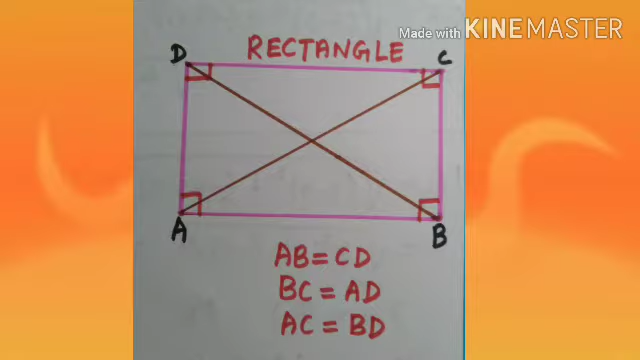 Made with KINEMASTER
RECTANGLE
D
C
A
B
AB = CD
BC = AD
AC = BD